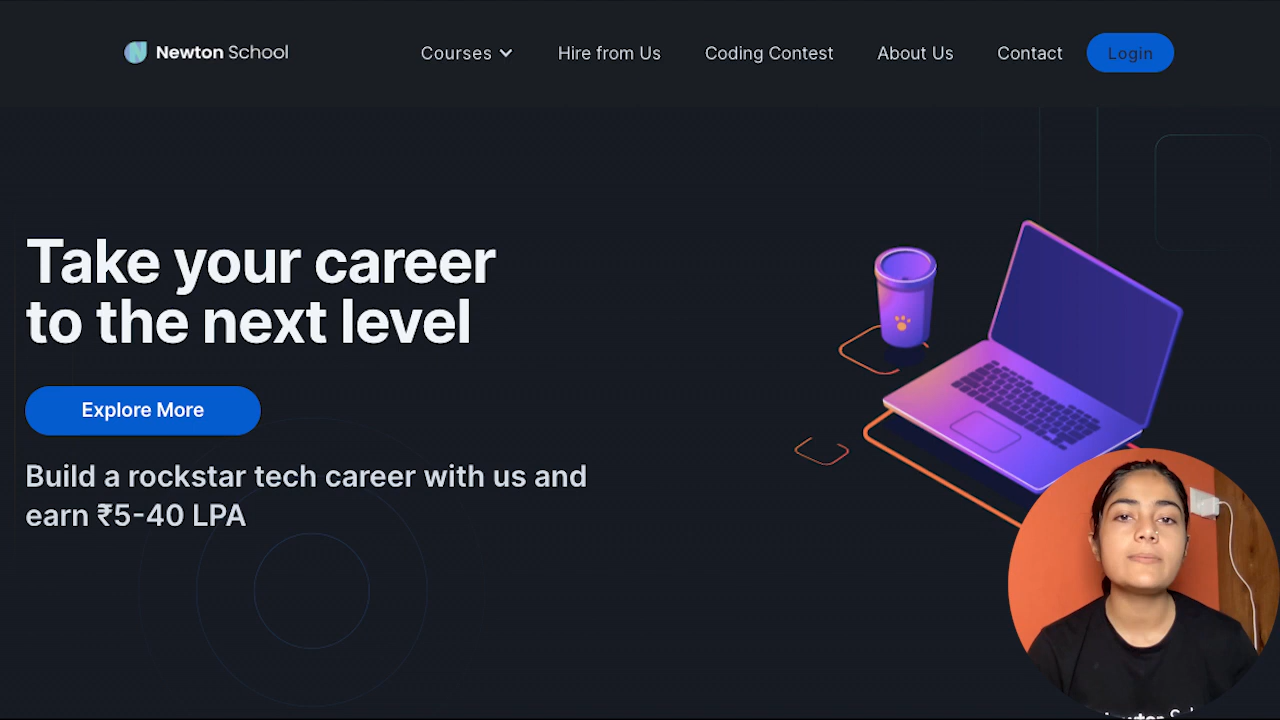 Newton School
Courses
Hire from Us
Coding Contest
About Us
Contact
Login
Take your career
to the next level
Explore More
Build a rockstar tech career with us and
earn ₹5-40 LPA